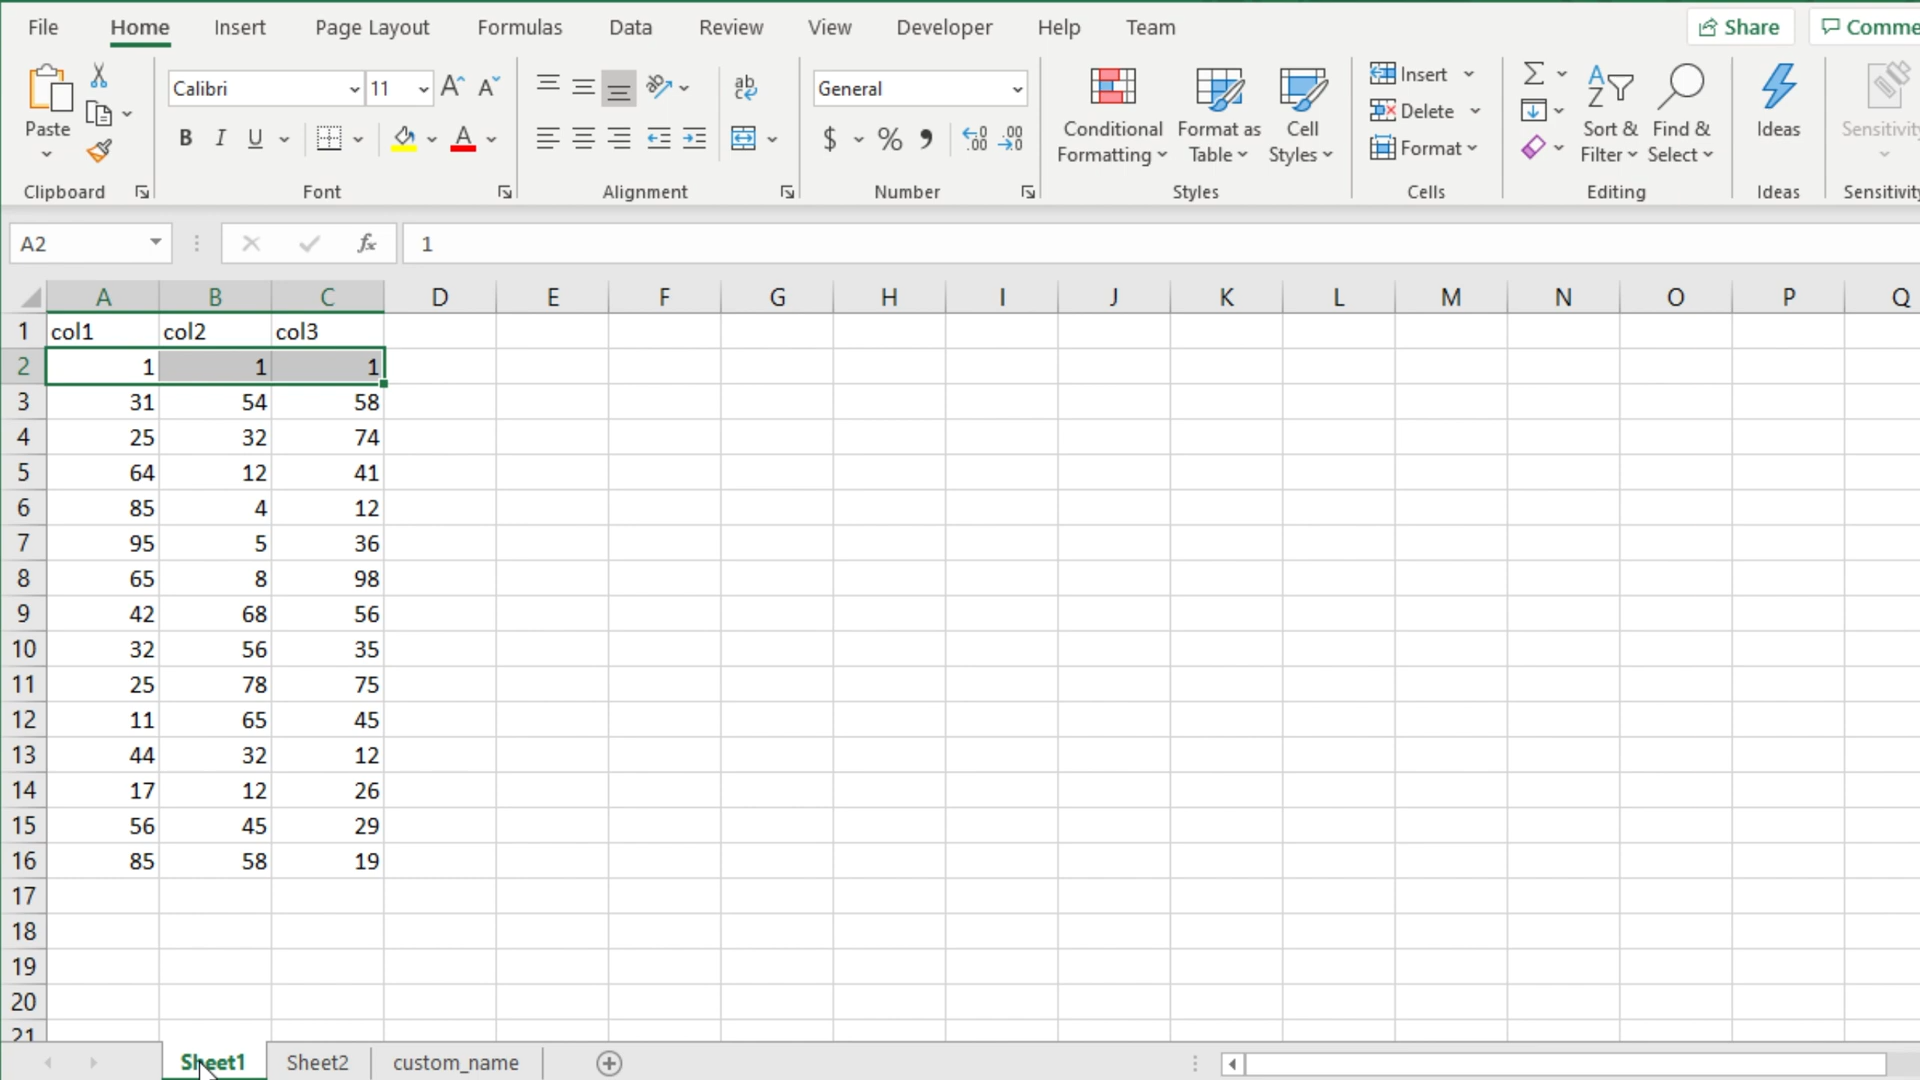 File Home Insert Page Layout Formulas Data Review View Developer Help Team Share Comme
Calibri 11 General Insert
Paste B I U A $ % Conditional Formatting Format as Table Cell Styles Delete Sort & Filter Find & Select Ideas Sensitivity
Format
Clipboard Font Alignment Number Styles Cells Editing Ideas Sensitivity
A2 fx 1
A B C D E F G H I J K L M N O P Q
1 col1 col2 col3
2 1 1 1
3 31 54 58
4 25 32 74
5 64 12 41
6 85 4 12
7 95 5 36
8 65 8 98
9 42 68 56
10 32 56 35
11 25 78 75
12 11 65 45
13 44 32 12
14 17 12 26
15 56 45 29
16 85 58 19
17
18
19
20
21
Sheet1 Sheet2 custom_name